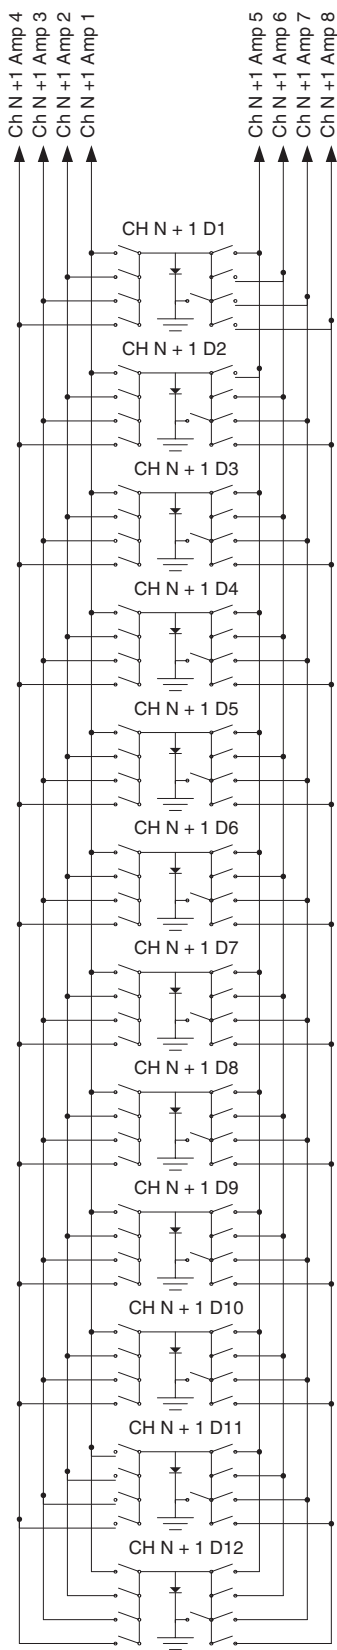 Ch N +1 Amp 4
Ch N +1 Amp 3
Ch N +1 Amp 2
Ch N +1 Amp 1
Ch N +1 Amp 5
Ch N +1 Amp 6
Ch N +1 Amp 7
Ch N +1 Amp 8
CH N + 1 D1
CH N + 1 D2
CH N + 1 D3
CH N + 1 D4
CH N + 1 D5
CH N + 1 D6
CH N + 1 D7
CH N + 1 D8
CH N + 1 D9
CH N + 1 D10
CH N + 1 D11
CH N + 1 D12